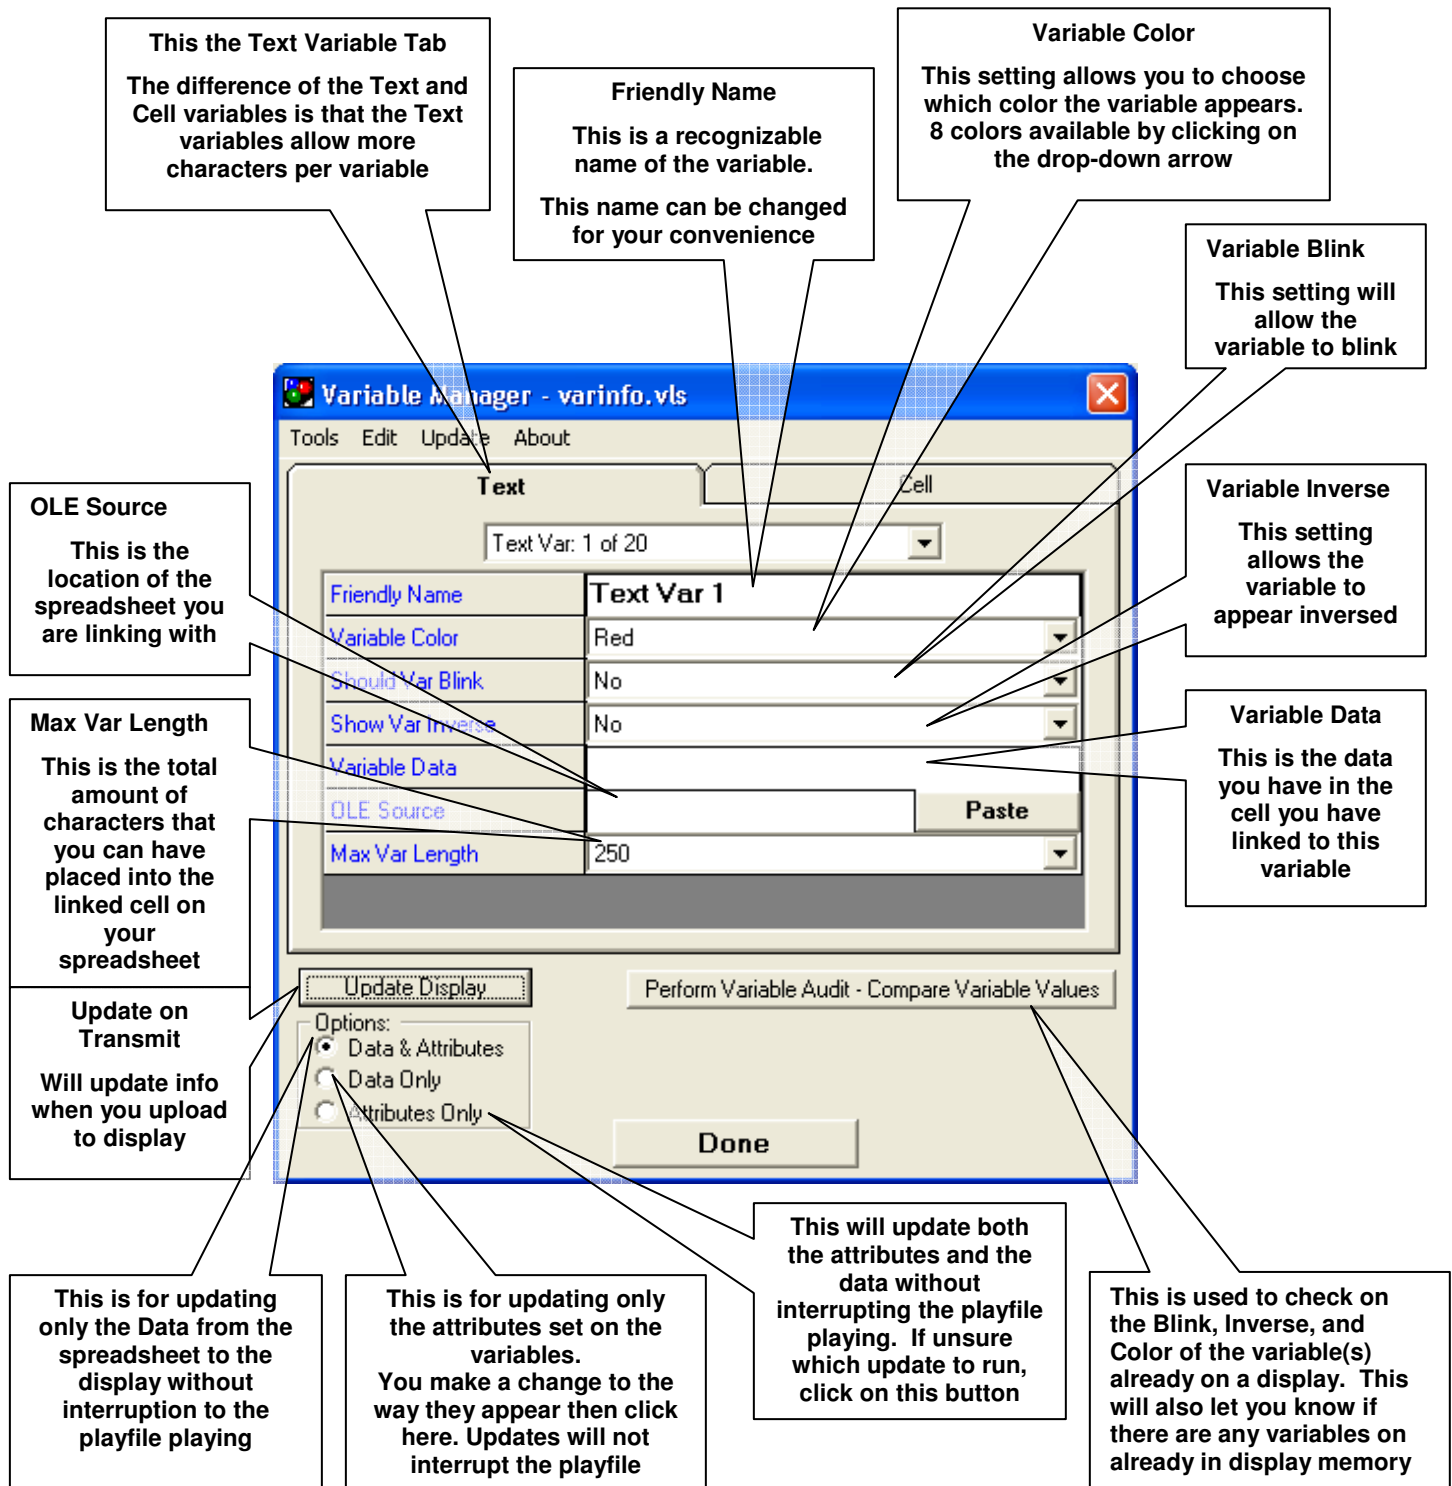 This the Text Variable Tab
The difference of the Text and
Cell variables is that the Text
variables allow more
characters per variable
Friendly Name
This is a recognizable
name of the variable.
This name can be changed
for your convenience
Variable Color
This setting allows you to choose
which color the variable appears.
8 colors available by clicking on
the drop-down arrow
Variable Blink
This setting will
allow the
variable to blink
Variable Manager - varinfo.vls
Tools Edit Update About
Text
Cell
Text Var: 1 of 20
Friendly Name
Text Var 1
Variable Color
Red
Should Var Blink
No
Show Var Inverse
No
Variable Data
OLE Source
Paste
Max Var Length
250
OLE Source
This is the
location of the
spreadsheet you
are linking with
Max Var Length
This is the total
amount of
characters that
you can have
placed into the
linked cell on
your
spreadsheet
Update on
Transmit
Will update info
when you upload
to display
Variable Inverse
This setting
allows the
variable to
appear inversed
Variable Data
This is the data
you have in the
cell you have
linked to this
variable
Update Display
Perform Variable Audit - Compare Variable Values
Options:
Data & Attributes
Data Only
Attributes Only
Done
This is for updating
only the Data from the
spreadsheet to the
display without
interruption to the
playfile playing
This is for updating only
the attributes set on the
variables.
You make a change to the
way they appear then click
here. Updates will not
interrupt the playfile
This will update both
the attributes and the
data without
interrupting the playfile
playing. If unsure
which update to run,
click on this button
This is used to check on
the Blink, Inverse, and
Color of the variable(s)
already on a display. This
will also let you know if
there are any variables on
already in display memory